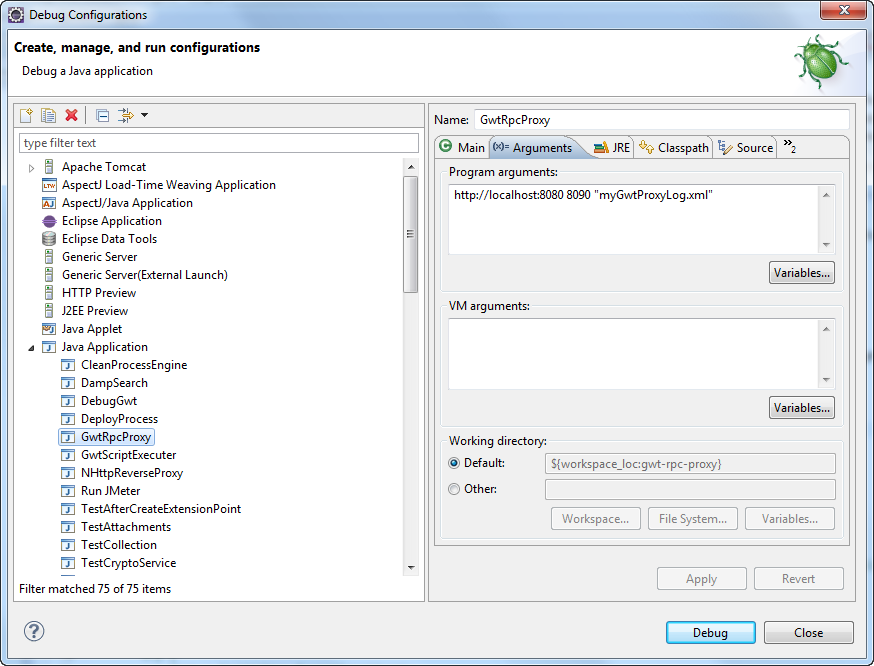 Debug Configurations
Create, manage, and run configurations
Debug a Java application
type filter text
Apache Tomcat
LTW AspectJ Load-Time Weaving Application
AJ AspectJ/Java Application
Eclipse Application
Eclipse Data Tools
Generic Server
Generic Server(External Launch)
HTTP Preview
J2EE Preview
Java Applet
Java Application
CleanProcessEngine
DampSearch
DebugGwt
DeployProcess
GwtRpcProxy
GwtScriptExecuter
NHttpReverseProxy
Run JMeter
TestAfterCreateExtensionPoint
TestAttachments
TestCollection
TestCryptoService
Filter matched 75 of 75 items
Name: GwtRpcProxy
Main (x)= Arguments JRE Classpath Source »2
Program arguments:
http://localhost:8080 8090 "myGwtProxyLog.xml"
Variables...
VM arguments:
Variables...
Working directory:
Default: ${workspace_loc:gwt-rpc-proxy}
Other:
Workspace... File System... Variables...
Apply Revert
Debug Close